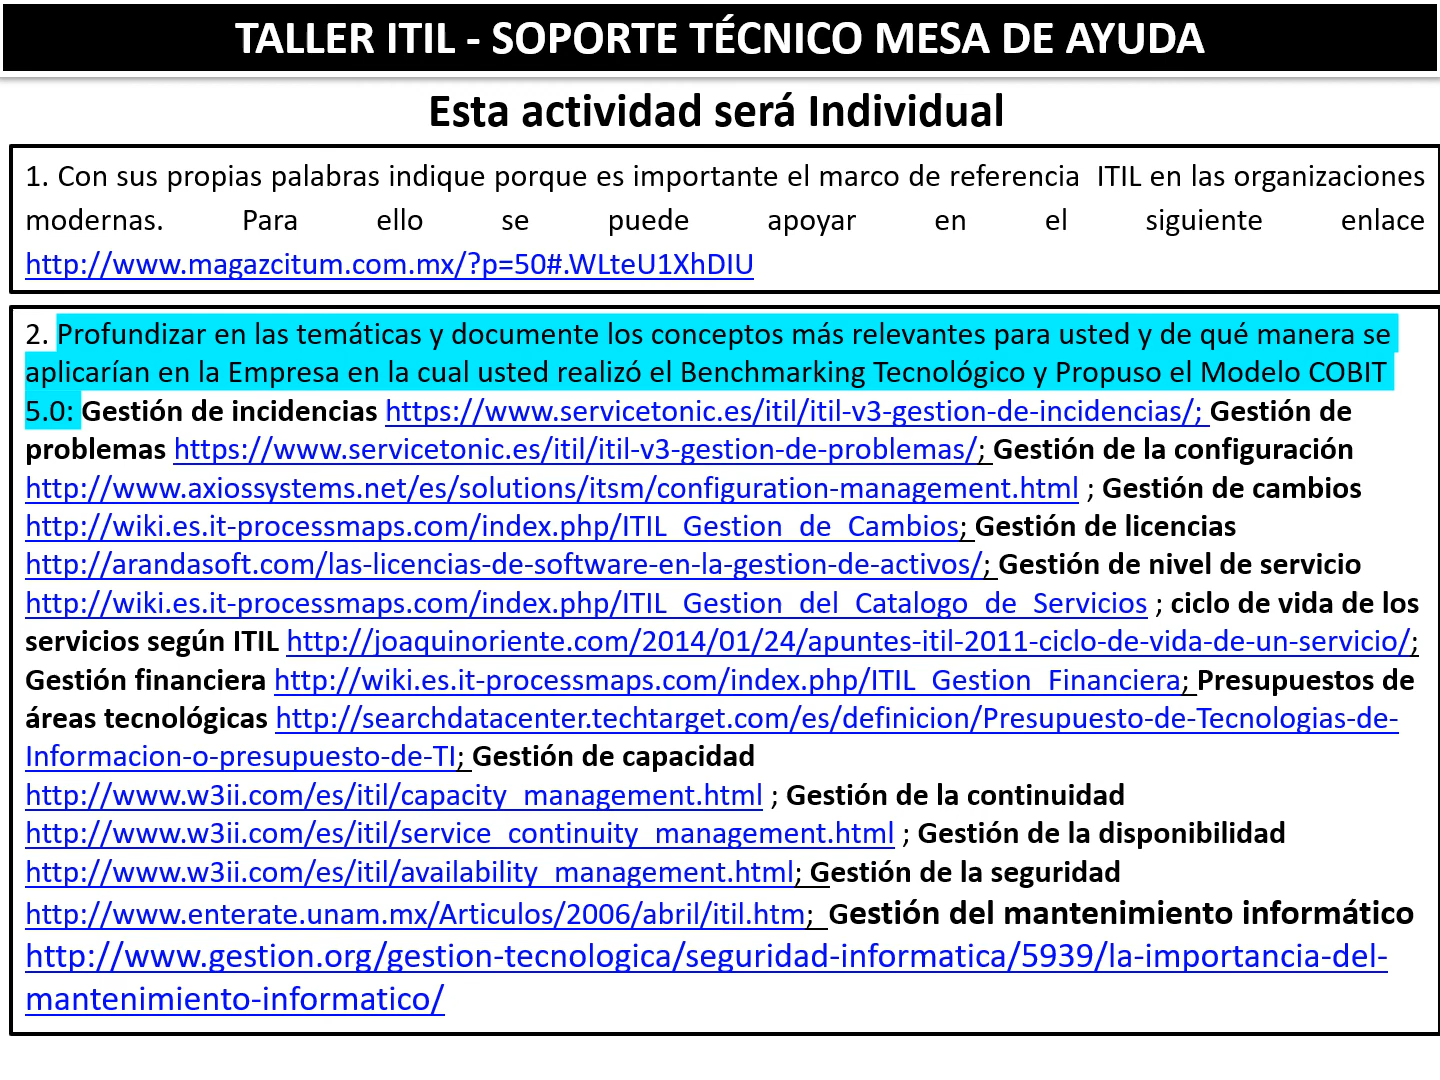 TALLER ITIL - SOPORTE TÉCNICO MESA DE AYUDA
Esta actividad será Individual
1. Con sus propias palabras indique porque es importante el marco de referencia ITIL en las organizaciones
modernas. Para ello se puede apoyar en el siguiente enlace
http://www.magazcitum.com.mx/?p=50#.WLteU1XhDIU
2. Profundizar en las temáticas y documente los conceptos más relevantes para usted y de qué manera se
aplicarían en la Empresa en la cual usted realizó el Benchmarking Tecnológico y Propuso el Modelo COBIT
5.0: Gestión de incidencias https://www.servicetonic.es/itil/itil-v3-gestion-de-incidencias/; Gestión de
problemas https://www.servicetonic.es/itil/itil-v3-gestion-de-problemas/; Gestión de la configuración
http://www.axiossystems.net/es/solutions/itsm/configuration-management.html ; Gestión de cambios
http://wiki.es.it-processmaps.com/index.php/ITIL_Gestion_de_Cambios; Gestión de licencias
http://arandasoft.com/las-licencias-de-software-en-la-gestion-de-activos/; Gestión de nivel de servicio
http://wiki.es.it-processmaps.com/index.php/ITIL_Gestion_del_Catalogo_de_Servicios ; ciclo de vida de los
servicios según ITIL http://joaquinoriente.com/2014/01/24/apuntes-itil-2011-ciclo-de-vida-de-un-servicio/;
Gestión financiera http://wiki.es.it-processmaps.com/index.php/ITIL_Gestion_Financiera; Presupuestos de
áreas tecnológicas http://searchdatacenter.techtarget.com/es/definicion/Presupuesto-de-Tecnologias-de-
Informacion-o-presupuesto-de-TI; Gestión de capacidad
http://www.w3ii.com/es/itil/capacity_management.html ; Gestión de la continuidad
http://www.w3ii.com/es/itil/service_continuity_management.html ; Gestión de la disponibilidad
http://www.w3ii.com/es/itil/availability_management.html; Gestión de la seguridad
http://www.enterate.unam.mx/Articulos/2006/abril/itil.htm; Gestión del mantenimiento informático
http://www.gestion.org/gestion-tecnologica/seguridad-informatica/5939/la-importancia-del-
mantenimiento-informatico/